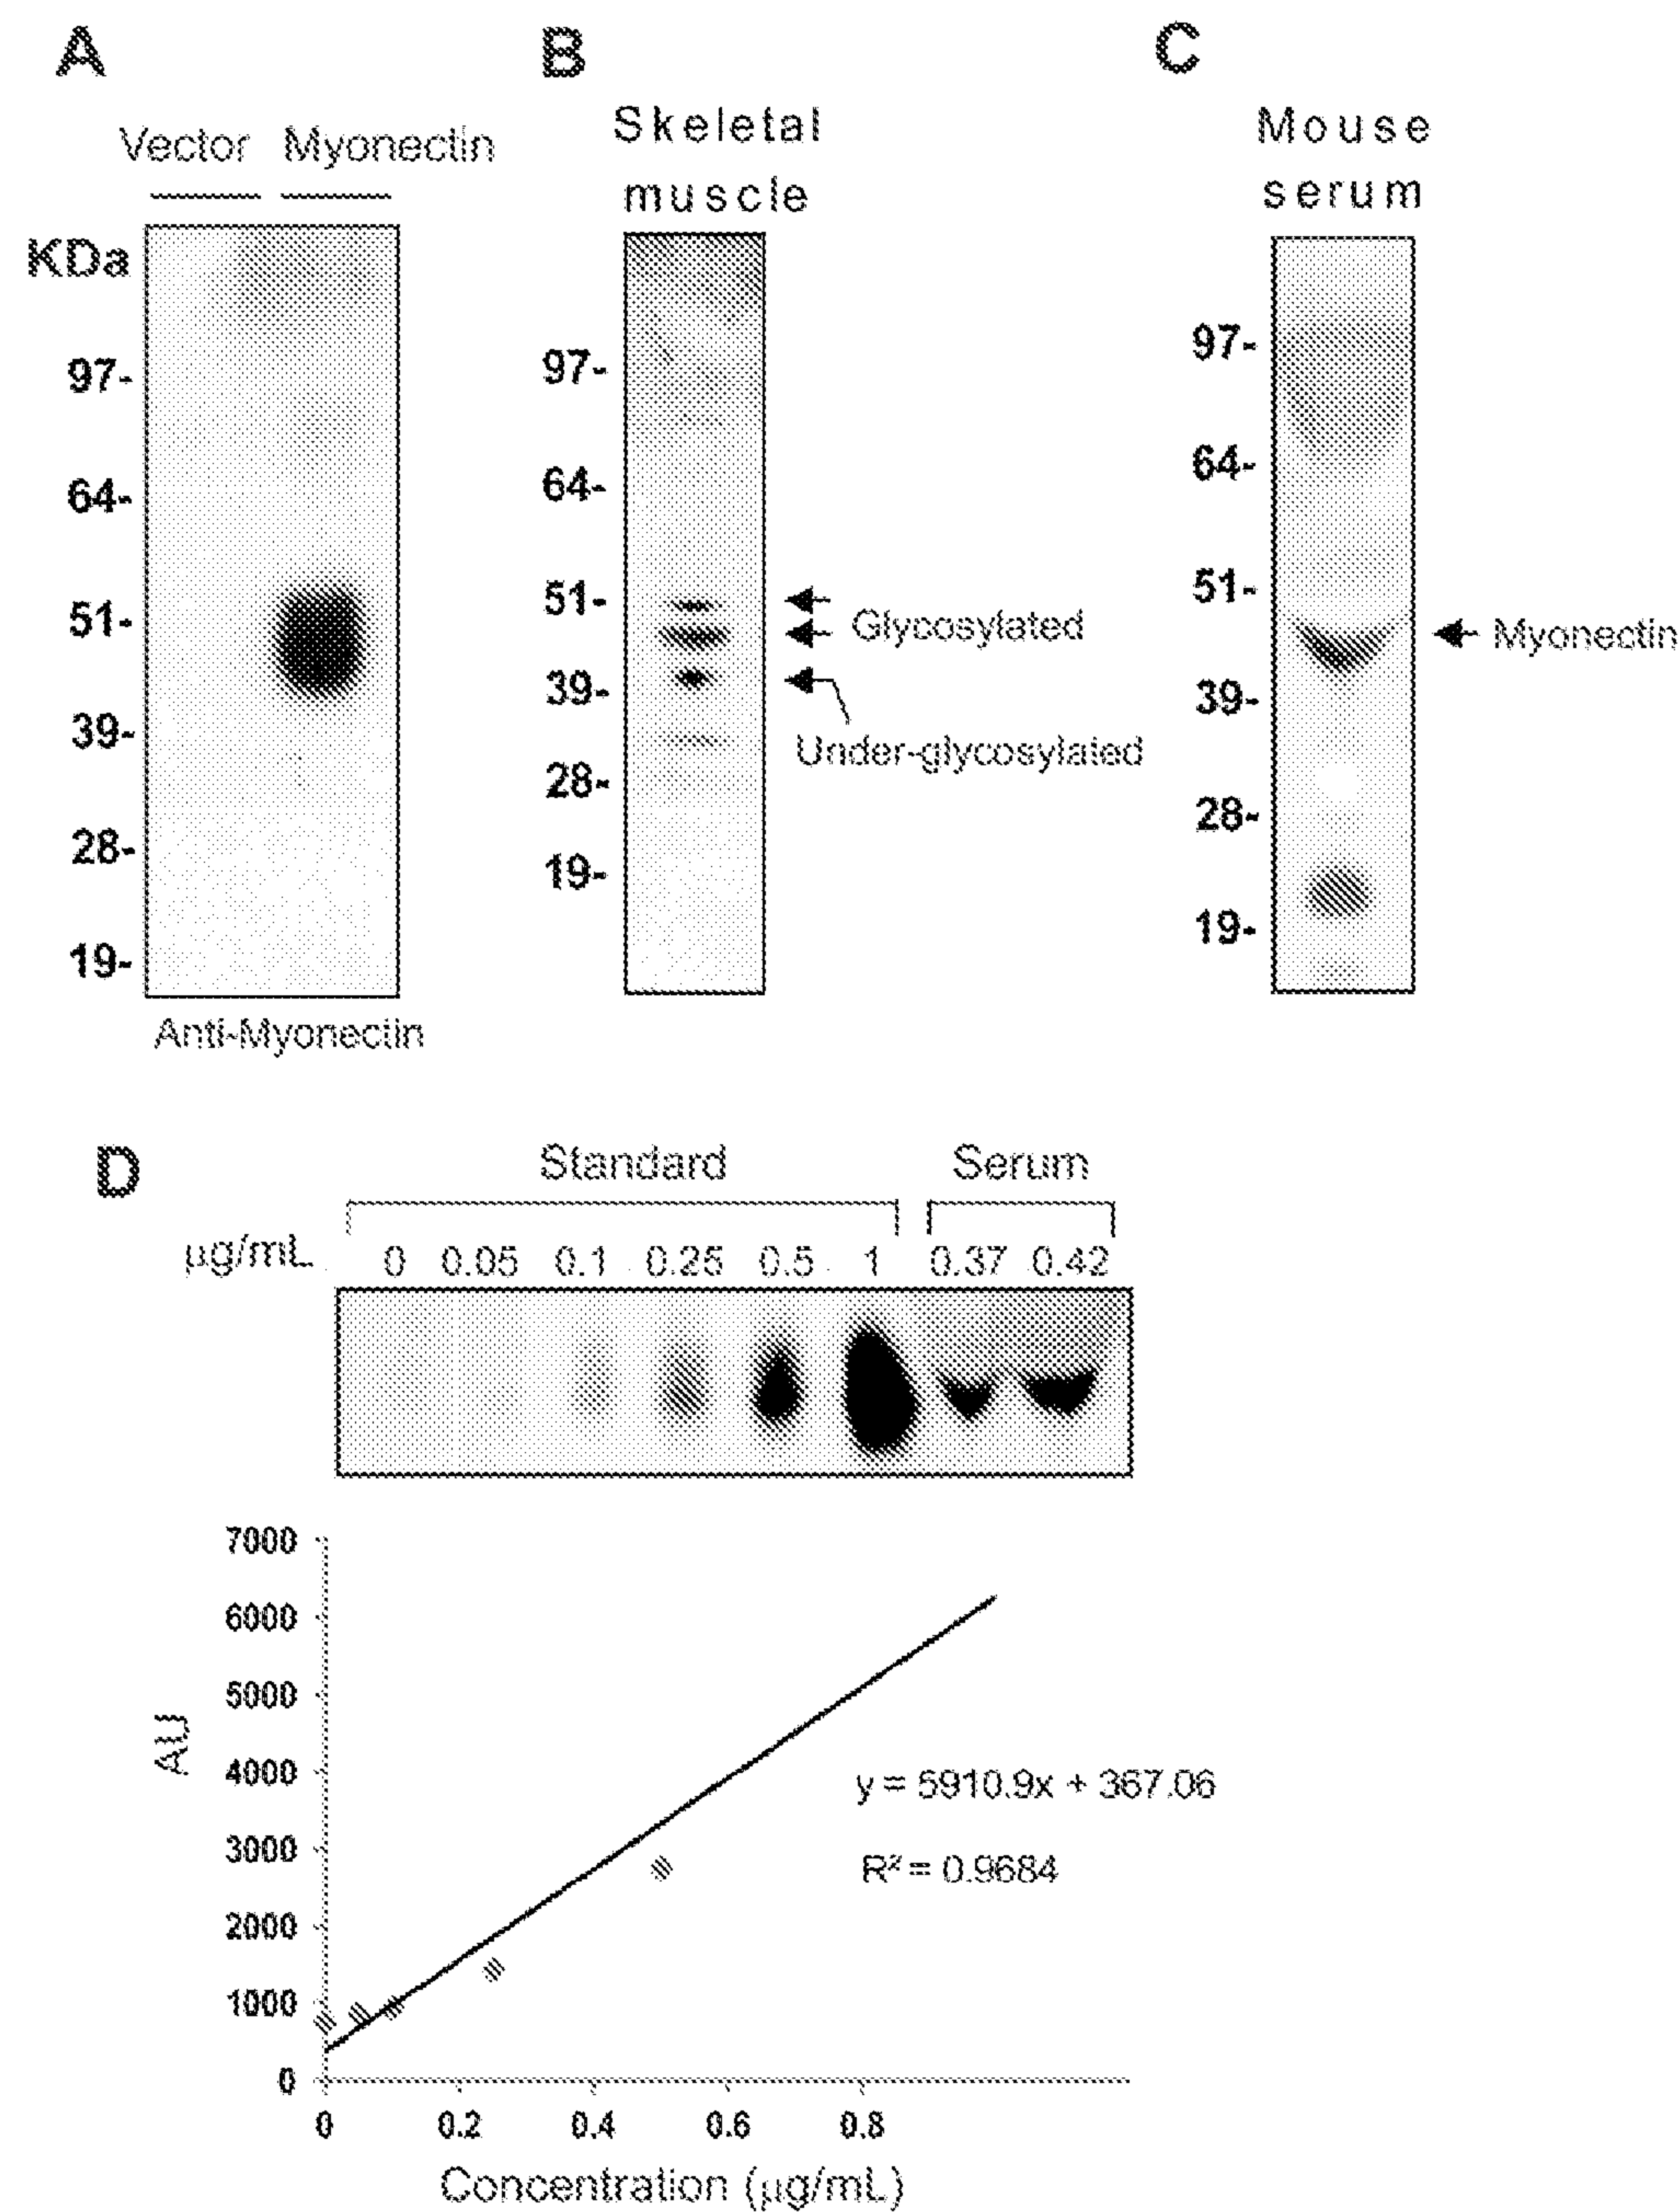 A
B
C
Vector Myonectin
Skeletal
muscle
Mouse
serum
KDa
97-
64-
51-
39-
28-
19-
Anti-Myonectin
97-
64-
51-
39-
28-
19-
Glycosylated
Under-glycosylated
97-
64-
51-
39-
28-
19-
Myonectin
D
Standard Serum
μg/mL 0 0.05 0.1 0.25 0.5 1 0.37 0.42
7000
6000
5000
4000
3000
2000
1000
0
AU
y = 5910.9x + 367.06
R² = 0.9684
0 0.2 0.4 0.6 0.8
Concentration (μg/mL)